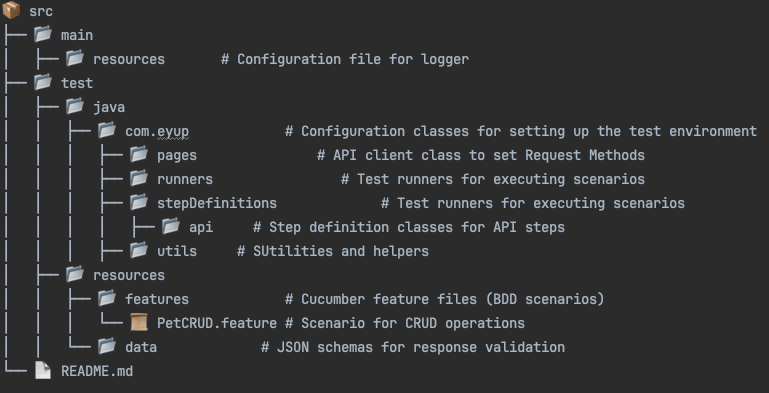 src
├── main
│   ├── resources       # Configuration file for logger
├── test
│   ├── java
│   │   ├── com.eyup            # Configuration classes for setting up the test environment
│   │   │   ├── pages               # API client class to set Request Methods
│   │   │   ├── runners                # Test runners for executing scenarios
│   │   │   ├── stepDefinitions             # Test runners for executing scenarios
│   │   │   │   ├── api     # Step definition classes for API steps
│   │   │   ├── utils     # SUtilities and helpers
│   ├── resources
│   │   ├── features            # Cucumber feature files (BDD scenarios)
│   │   │   └── PetCRUD.feature # Scenario for CRUD operations
│   │   └── data             # JSON schemas for response validation
└── README.md